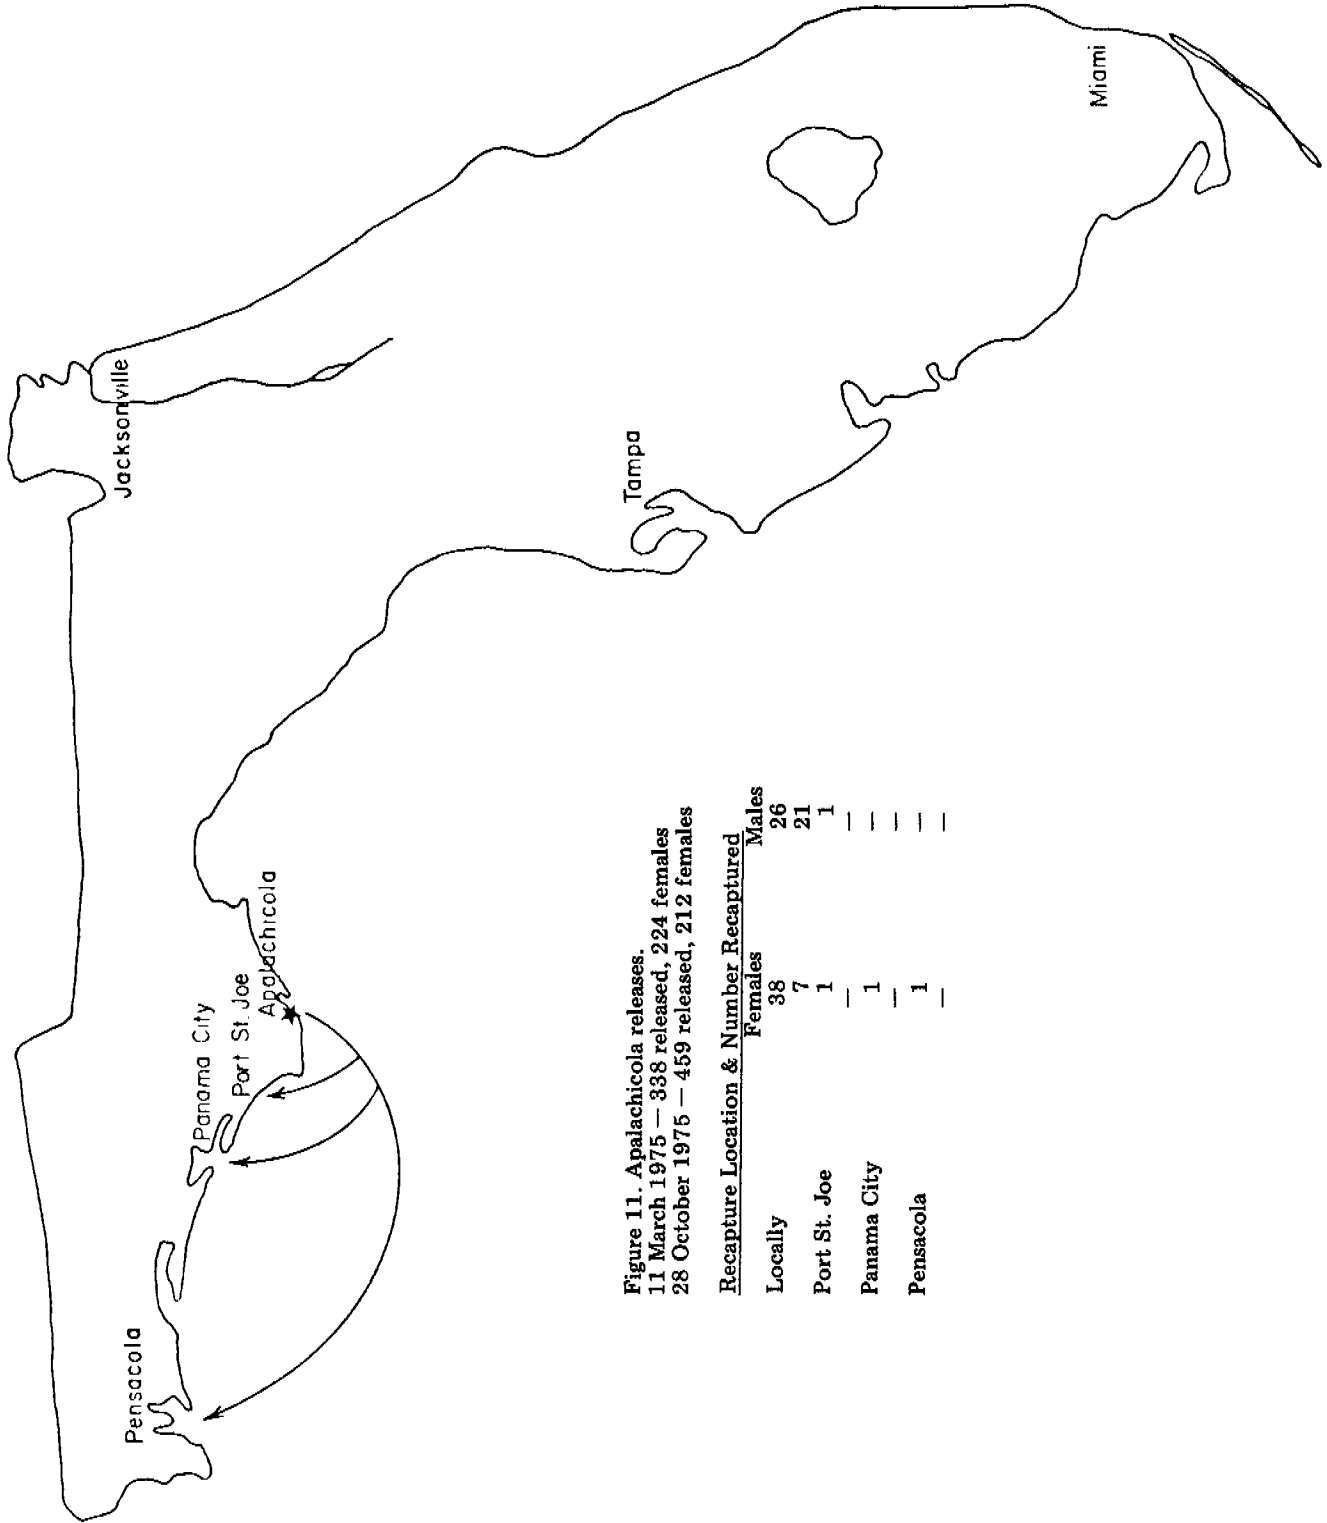 Pensacola
Panama City
Port St. Joe
Apalachicola
Jacksonville
Tampa
Miami
Figure 11. Apalachicola releases.
11 March 1975 — 338 released, 224 females
28 October 1975 — 459 released, 212 females
Recapture Location & Number Recaptured
Females Males
Locally 38 26
7 21
Port St. Joe 1 1
— —
Panama City 1 —
— —
Pensacola 1 —
— —